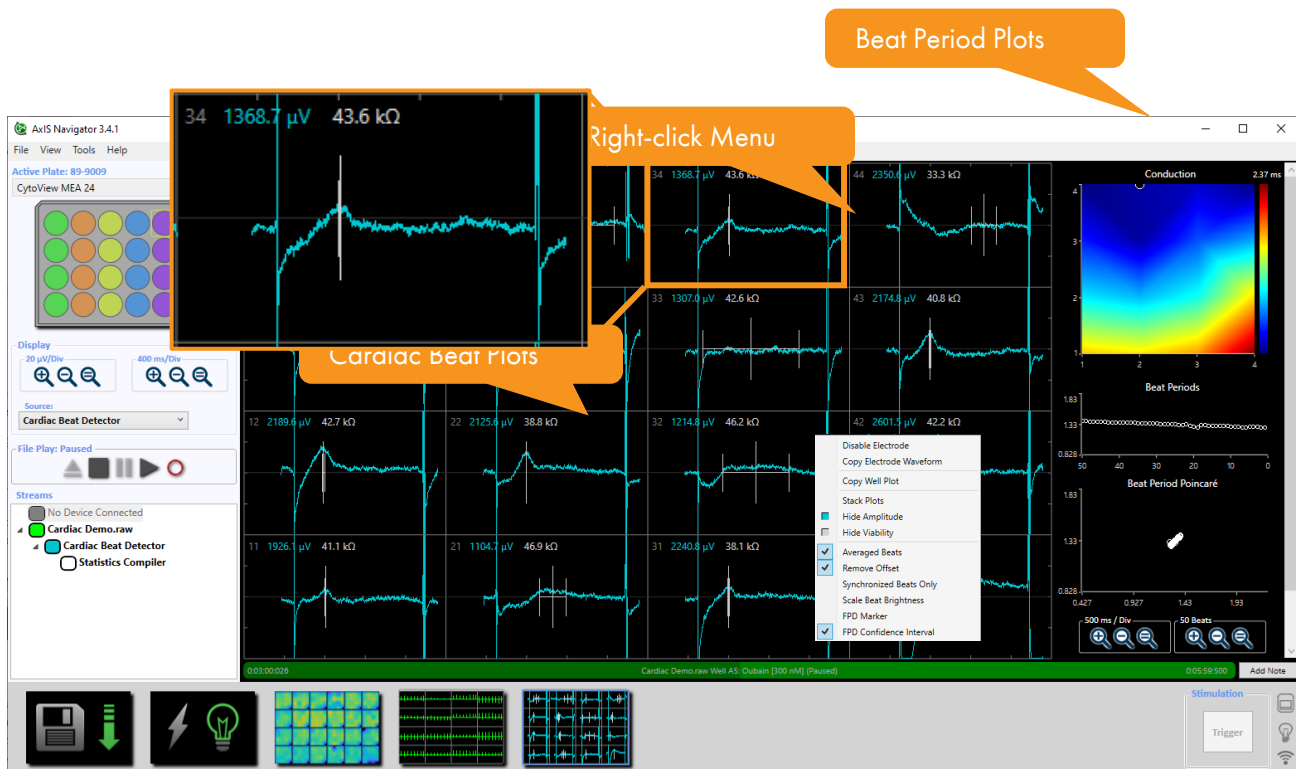 Beat Period Plots
34 1368.7 µV 43.6 kΩ
AxIS Navigator 3.4.1
File View Tools Help
Right-click Menu
Active Plate: 89-9009
CytoView MEA 24
34 1368.7 µV 43.6 kΩ
44 2350.6 µV 33.3 kΩ
Conduction 2.37 ms
4
3
2
1
1 2 3 4
33 1307.0 µV 42.6 kΩ
43 2174.8 µV 40.8 kΩ
Cardiac Beat Plots
Display
20 µV/Div 400 ms/Div
Source:
Cardiac Beat Detector
Beat Periods
1.83
1.33
0.828
50 40 30 20 10 0
12 2189.6 µV 42.7 kΩ
22 2125.6 µV 38.8 kΩ
32 1214.8 µV 46.2 kΩ
42 2601.5 µV 42.2 kΩ
File Play: Paused
Streams
No Device Connected
Cardiac Demo.raw
Cardiac Beat Detector
Statistics Compiler
Disable Electrode
Copy Electrode Waveform
Copy Well Plot
Stack Plots
Hide Amplitude
Hide Viability
Averaged Beats
Remove Offset
Synchronized Beats Only
Scale Beat Brightness
FPD Marker
FPD Confidence Interval
Beat Period Poincaré
1.83
1.33
0.828
0.427 0.927 1.43 1.93
11 1926.1 µV 41.1 kΩ
21 1104.7 µV 46.9 kΩ
31 2240.8 µV 38.1 kΩ
500 ms / Div 50 Beats
0:03:00:026
Cardiac Demo.raw Well A5: Oubain [300 nM] (Paused)
0:05:59:500
Add Note
Stimulation
Trigger